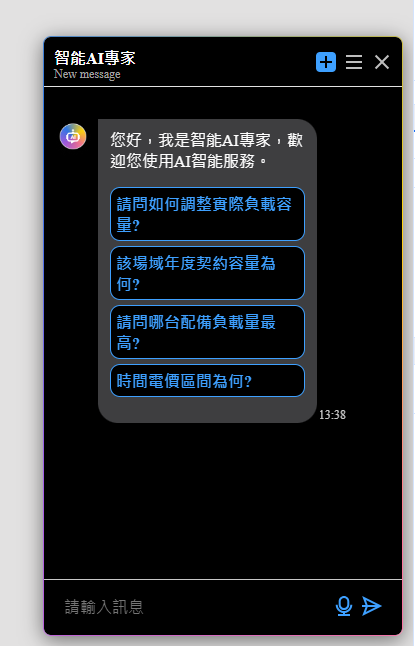 智能AI專家
New message
您好，我是智能AI專家，歡
迎您使用AI智能服務。
請問如何調整實際負載容
量?
該場域年度契約容量為
何?
請問哪台配備負載量最
高?
時間電價區間為何?
13:38
請輸入訊息